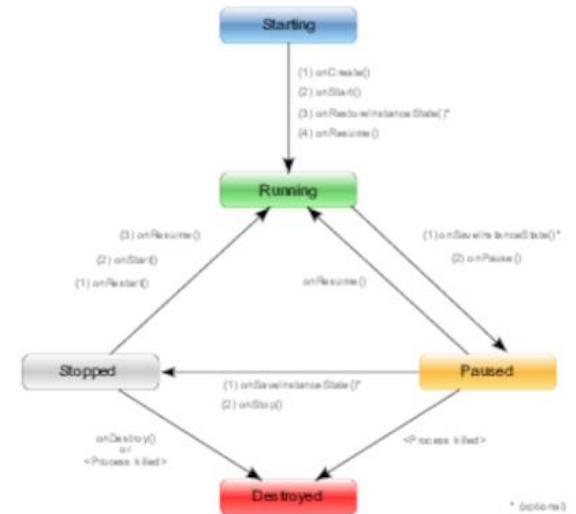 Starting
(1) onCreate()
(2) onStart()
(3) onRestoreInstanceState()*
(4) onResume()
Running
(3) onResume()
(2) onStart()
(1) onRestart()
onResume()
(1) onSaveInstanceState()*
(2) onPause()
Stopped
Paused
(1) onSaveInstanceState()*
(2) onStop()
onDestroy()
or
<Process killed>
<Process killed>
Destroyed
* (optional)